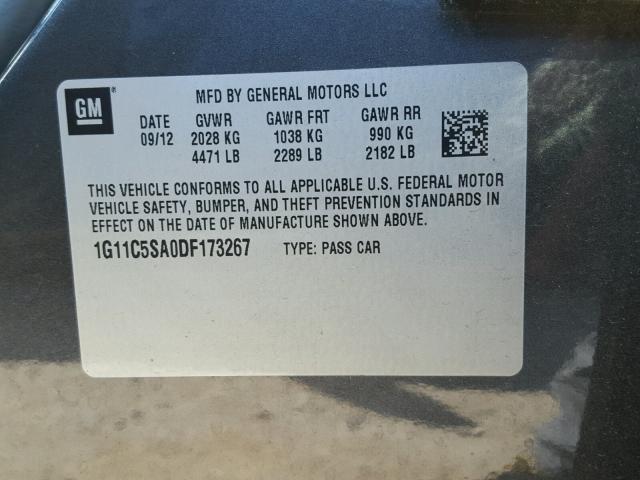 GM
MFD BY GENERAL MOTORS LLC
DATE GVWR GAWR FRT GAWR RR
09/12 2028 KG 1038 KG 990 KG
4471 LB 2289 LB 2182 LB
THIS VEHICLE CONFORMS TO ALL APPLICABLE U.S. FEDERAL MOTOR
VEHICLE SAFETY, BUMPER, AND THEFT PREVENTION STANDARDS IN
EFFECT ON THE DATE OF MANUFACTURE SHOWN ABOVE.
1G11C5SA0DF173267 TYPE: PASS CAR